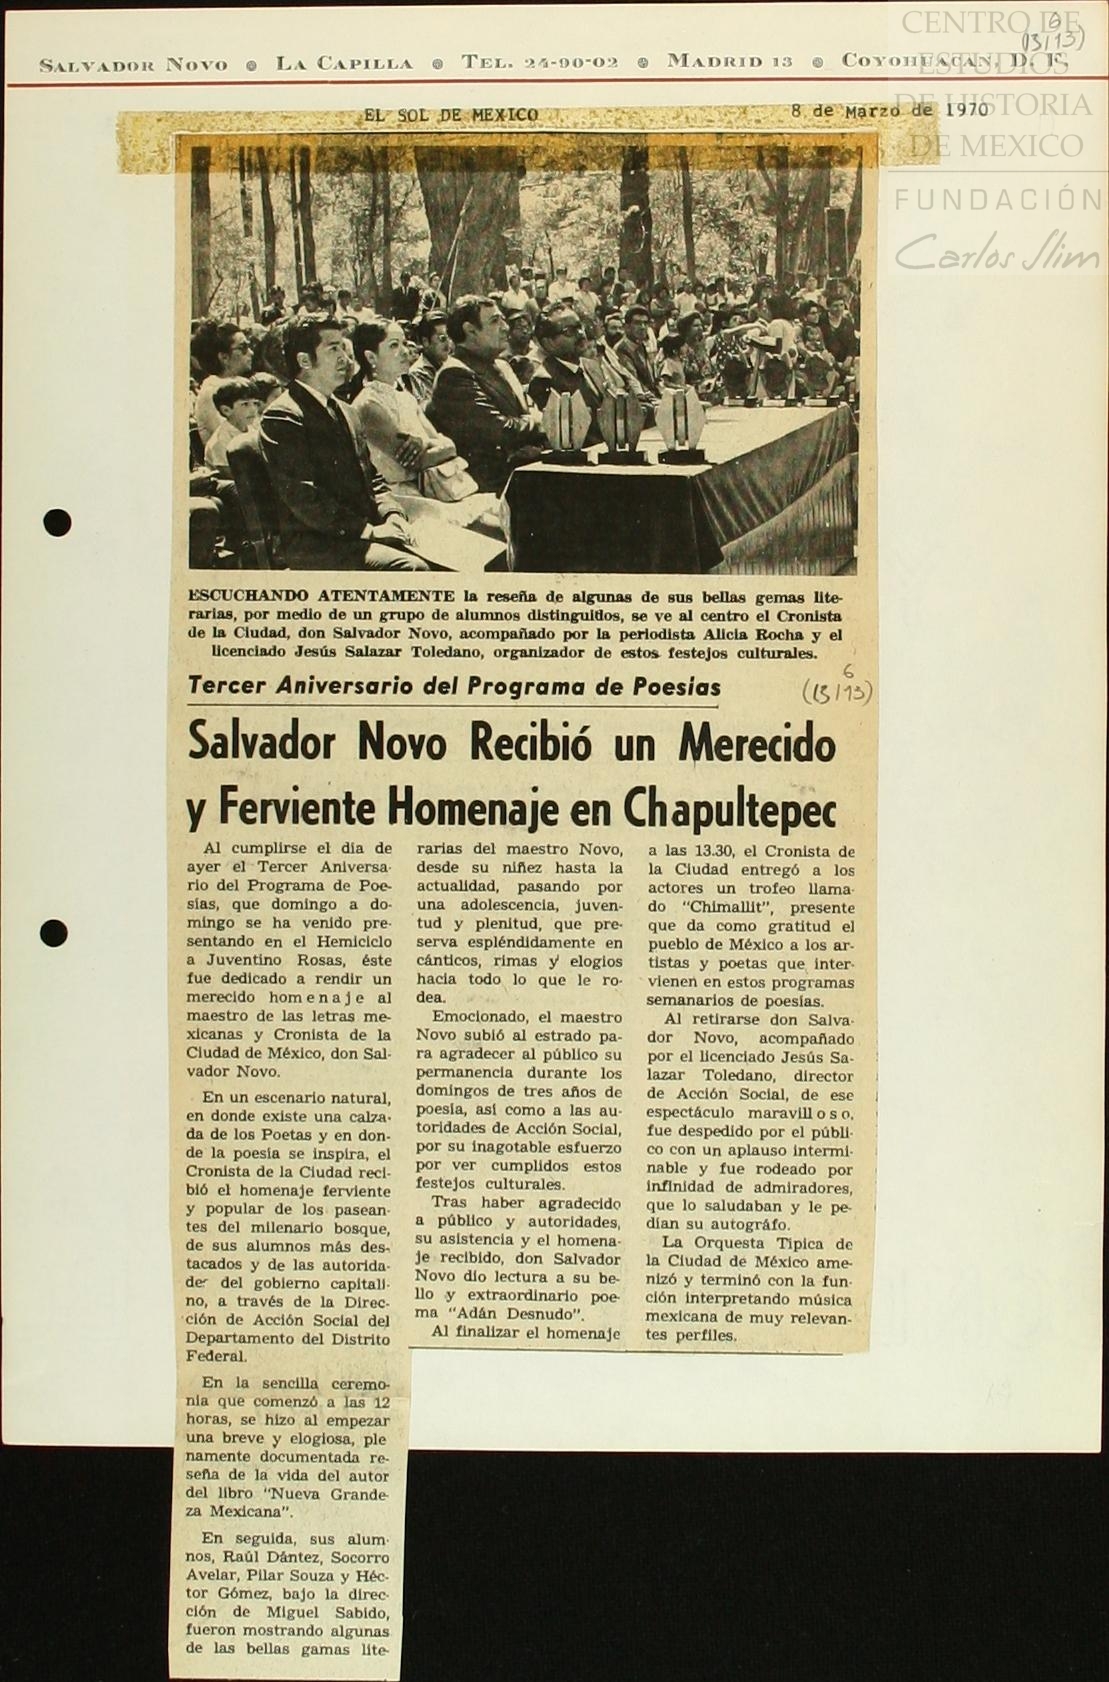 CENTRO DE
ESTUDIOS
DE HISTORIA
DE MEXICO
FUNDACIÓN
Carlos Slim
6
(13/13)
SALVADOR NOVO ● LA CAPILLA ● TEL. 24-90-02 ● MADRID 13 ● COYOHUACAN, D. F.
EL SOL DE MEXICO 8 de Marzo de 1970
ESCUCHANDO ATENTAMENTE la reseña de algunas de sus bellas gemas lite-
rarias, por medio de un grupo de alumnos distinguidos, se ve al centro el Cronista
de la Ciudad, don Salvador Novo, acompañado por la periodista Alicia Rocha y el
licenciado Jesús Salazar Toledano, organizador de estos festejos culturales.
Tercer Aniversario del Programa de Poesías
6
(13/13)
Salvador Novo Recibió un Merecido
y Ferviente Homenaje en Chapultepec
Al cumplirse el día de
ayer el Tercer Aniversa-
rio del Programa de Poe-
sías, que domingo a do-
mingo se ha venido pre-
sentando en el Hemiciclo
a Juventino Rosas, éste
fue dedicado a rendir un
merecido homenaje al
maestro de las letras me-
xicanas y Cronista de la
Ciudad de México, don Sal-
vador Novo.
En un escenario natural,
en donde existe una calza-
da de los Poetas y en don-
de la poesía se inspira, el
Cronista de la Ciudad reci-
bió el homenaje ferviente
y popular de los pasean-
tes del milenario bosque,
de sus alumnos más des-
tacados y de las autorida-
der del gobierno capitali-
no, a través de la Direc-
ción de Acción Social del
Departamento del Distrito
Federal.
En la sencilla ceremo-
nia que comenzó a las 12
horas, se hizo al empezar
una breve y elogiosa, ple
namente documentada re-
seña de la vida del autor
del libro "Nueva Grande-
za Mexicana".
En seguida, sus alum-
nos, Raúl Dántez, Socorro
Avelar, Pilar Souza y Héc-
tor Gómez, bajo la direc-
ción de Miguel Sabido,
fueron mostrando algunas
de las bellas gamas lite-
rarias del maestro Novo,
desde su niñez hasta la
actualidad, pasando por
una adolescencia, juven-
tud y plenitud, que pre-
serva espléndidamente en
cánticos, rimas y elogios
hacia todo lo que le ro-
dea.
Emocionado, el maestro
Novo subió al estrado pa-
ra agradecer al público su
permanencia durante los
domingos de tres años de
poesía, así como a las au-
toridades de Acción Social,
por su inagotable esfuerzo
por ver cumplidos estos
festejos culturales.
Tras haber agradecido
a público y autoridades,
su asistencia y el homena-
je recibido, don Salvador
Novo dio lectura a su be-
llo y extraordinario poe-
ma "Adán Desnudo".
Al finalizar el homenaje
a las 13.30, el Cronista de
la Ciudad entregó a los
actores un trofeo llama-
do "Chimallit", presente
que da como gratitud el
pueblo de México a los ar-
tistas y poetas que inter-
vienen en estos programas
semanarios de poesías.
Al retirarse don Salva-
dor Novo, acompañado
por el licenciado Jesús Sa-
lazar Toledano, director
de Acción Social, de ese
espectáculo maravilloso,
fue despedido por el públi-
co con un aplauso intermi-
nable y fue rodeado por
infinidad de admiradores,
que lo saludaban y le pe-
dían su autográfo.
La Orquesta Típica de
la Ciudad de México ame-
nizó y terminó con la fun-
ción interpretando música
mexicana de muy relevan-
tes perfiles.